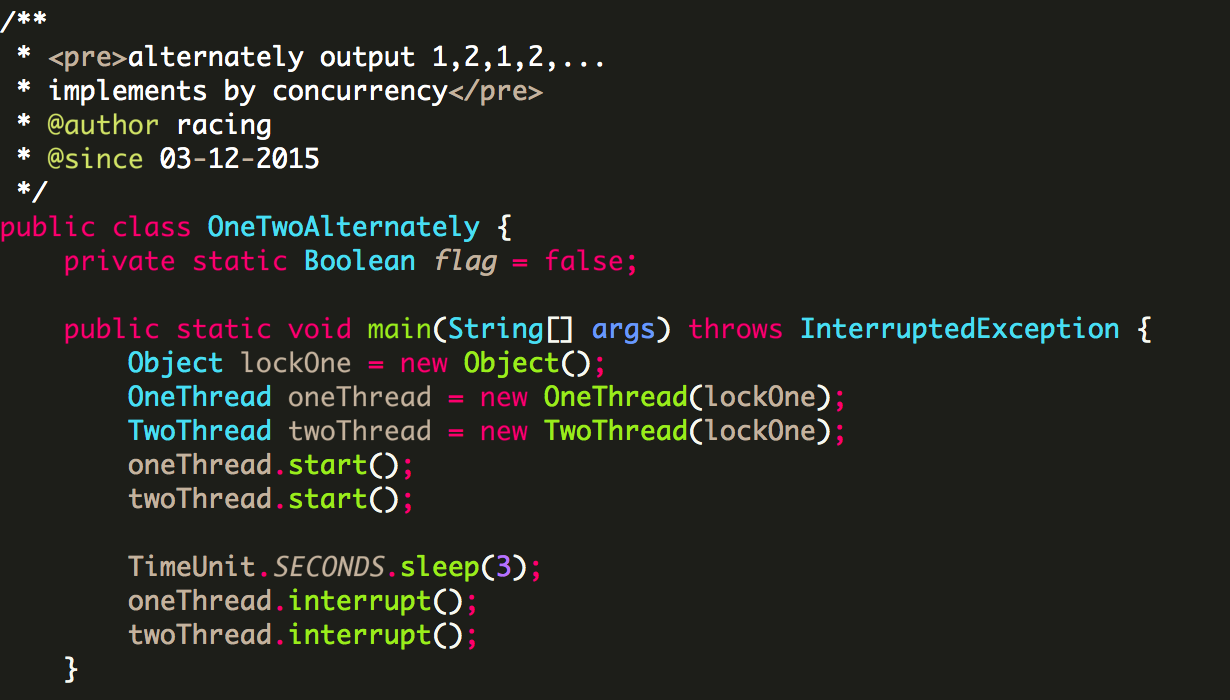 /**
 * <pre>alternately output 1,2,1,2,...
 * implements by concurrency</pre>
 * @author racing
 * @since 03-12-2015
 */
public class OneTwoAlternately {
    private static Boolean flag = false;

    public static void main(String[] args) throws InterruptedException {
        Object lockOne = new Object();
        OneThread oneThread = new OneThread(lockOne);
        TwoThread twoThread = new TwoThread(lockOne);
        oneThread.start();
        twoThread.start();

        TimeUnit.SECONDS.sleep(3);
        oneThread.interrupt();
        twoThread.interrupt();
    }